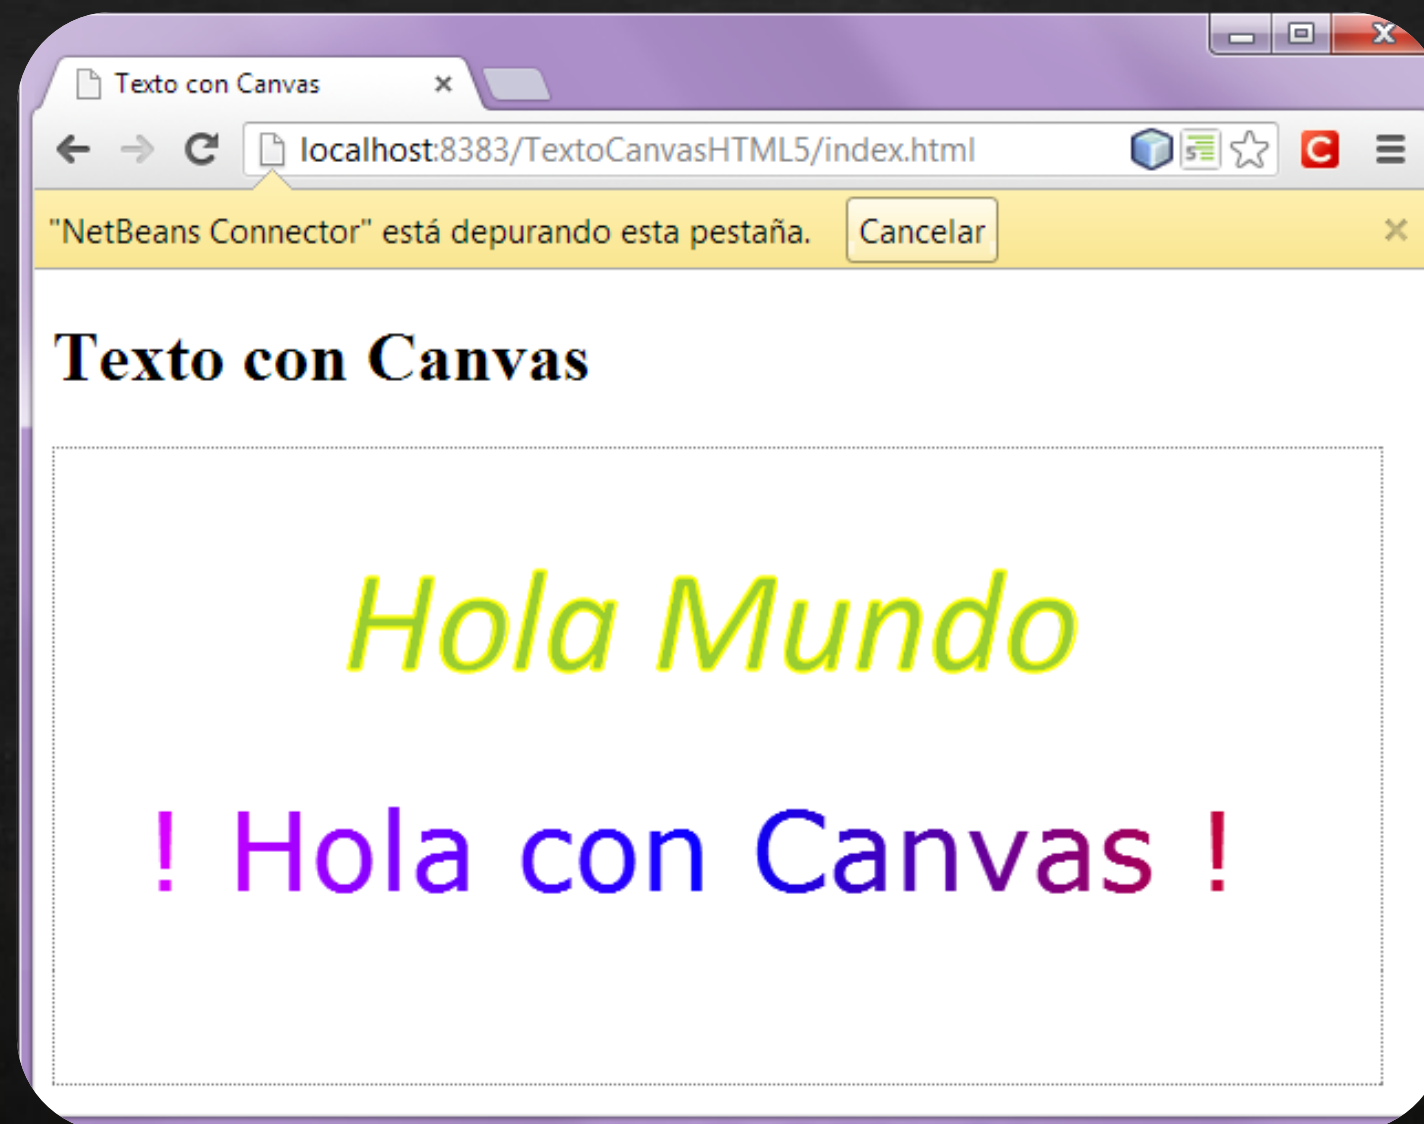 Texto con Canvas
localhost:8383/TextoCanvasHTML5/index.html
"NetBeans Connector" está depurando esta pestaña. Cancelar
Texto con Canvas
Hola Mundo
! Hola con Canvas !